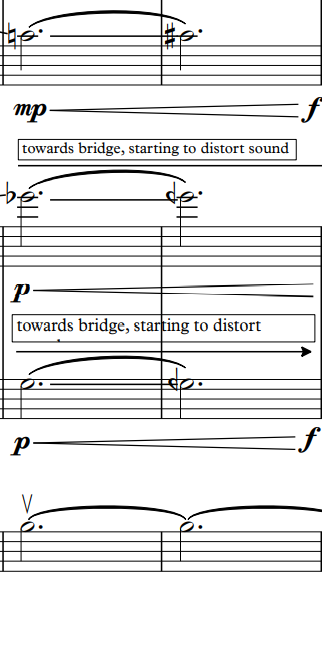 mp f
towards bridge, starting to distort sound
p
towards bridge, starting to distort
p f